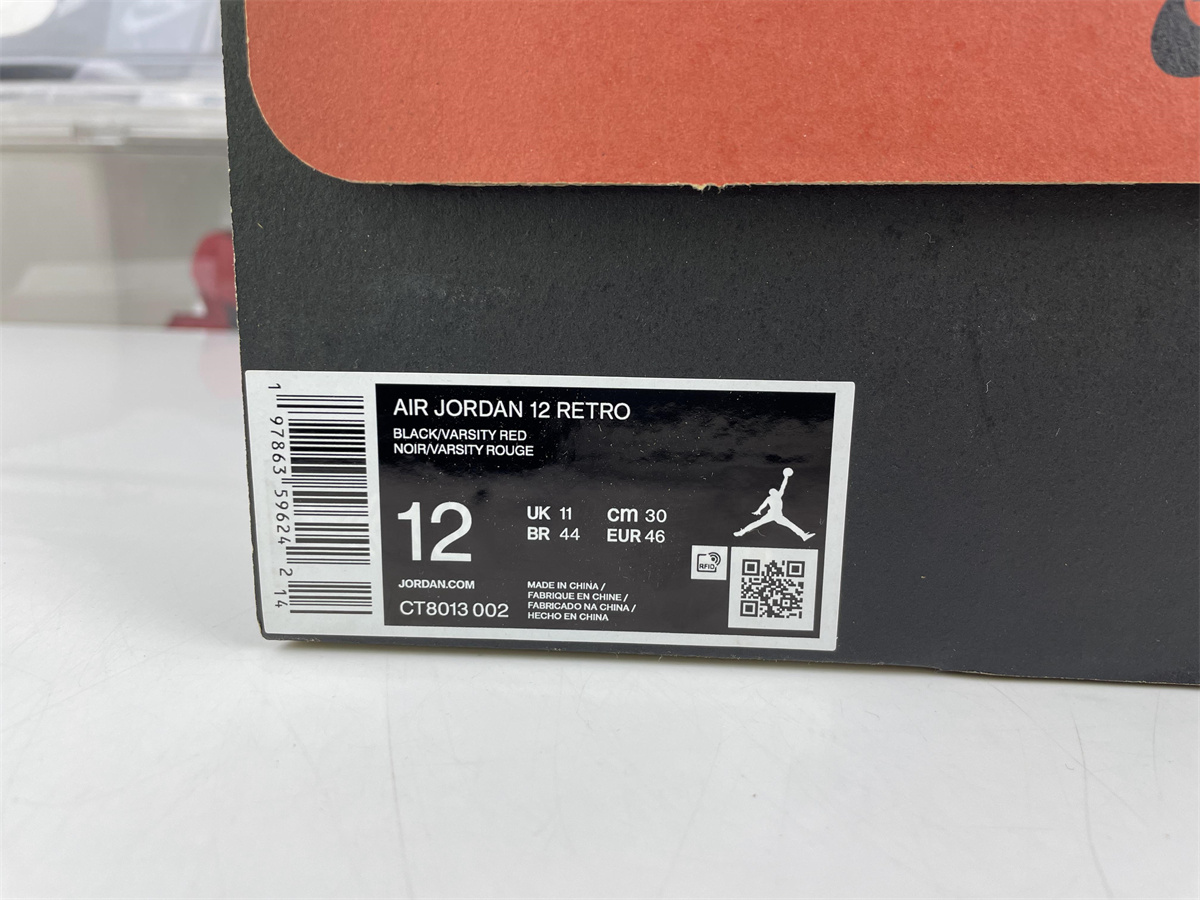 AIR JORDAN 12 RETRO
BLACK/VARSITY RED
NOIR/VARSITY ROUGE
12
UK 11 cm 30
BR 44 EUR 46
JORDAN.COM
CT8013 002
MADE IN CHINA /
FABRIQUE EN CHINE /
FABRICADO NA CHINA /
HECHO EN CHINA
RFID
1 97863 59624 2 14